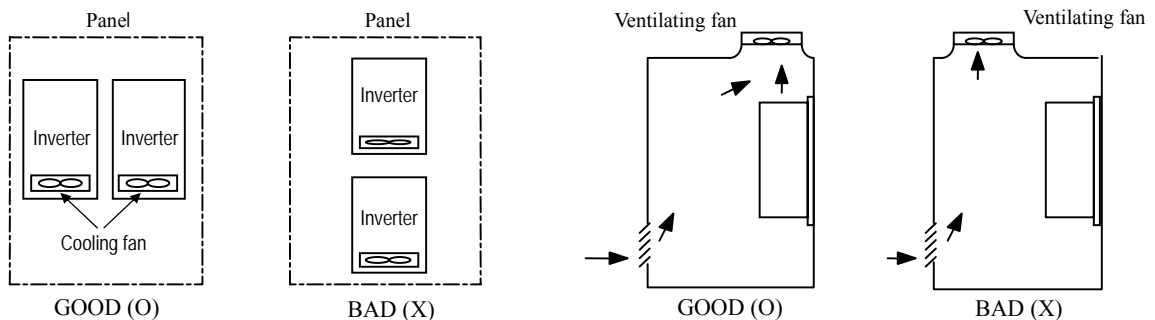 Panel
Inverter
Inverter
Cooling fan
GOOD (O)
Panel
Inverter
Inverter
BAD (X)
Ventilating fan
GOOD (O)
Ventilating fan
BAD (X)